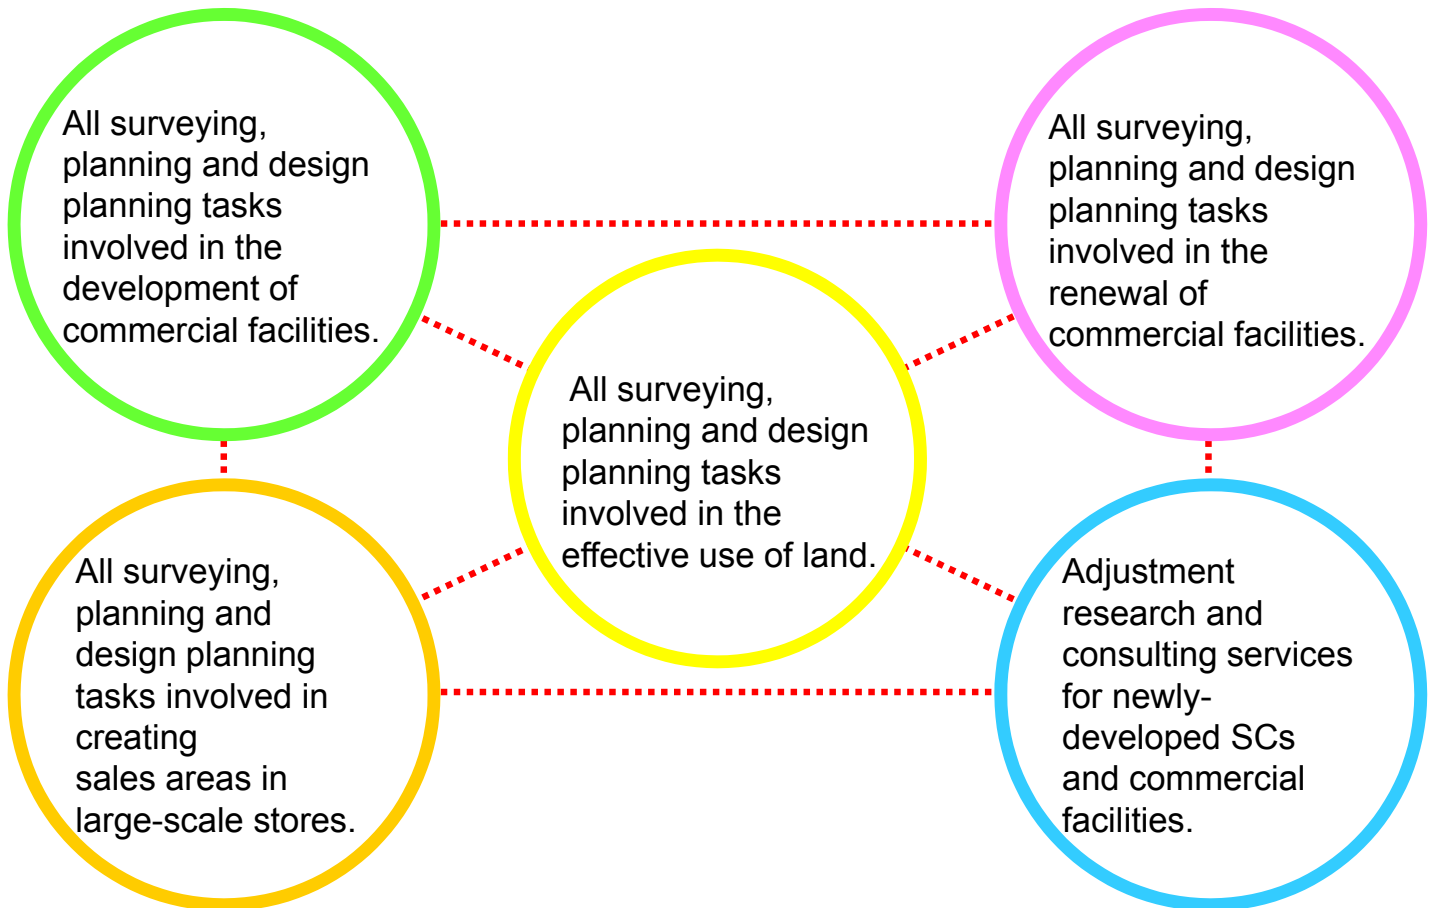 All surveying,
planning and design
planning tasks
involved in the
development of
commercial facilities.
All surveying,
planning and design
planning tasks
involved in the
renewal of
commercial facilities.
All surveying,
planning and design
planning tasks
involved in the
effective use of land.
All surveying,
planning and
design planning
tasks involved in
creating
sales areas in
large-scale stores.
Adjustment
research and
consulting services
for newly-
developed SCs
and commercial
facilities.